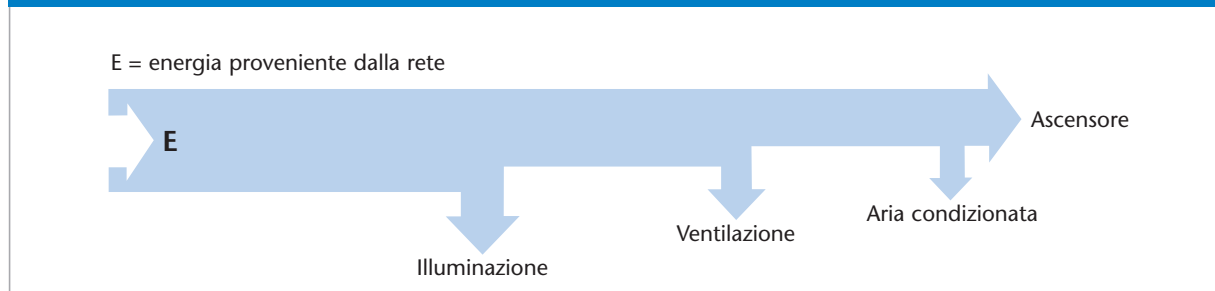 E = energia proveniente dalla rete
E
Ascensore
Aria condizionata
Ventilazione
Illuminazione